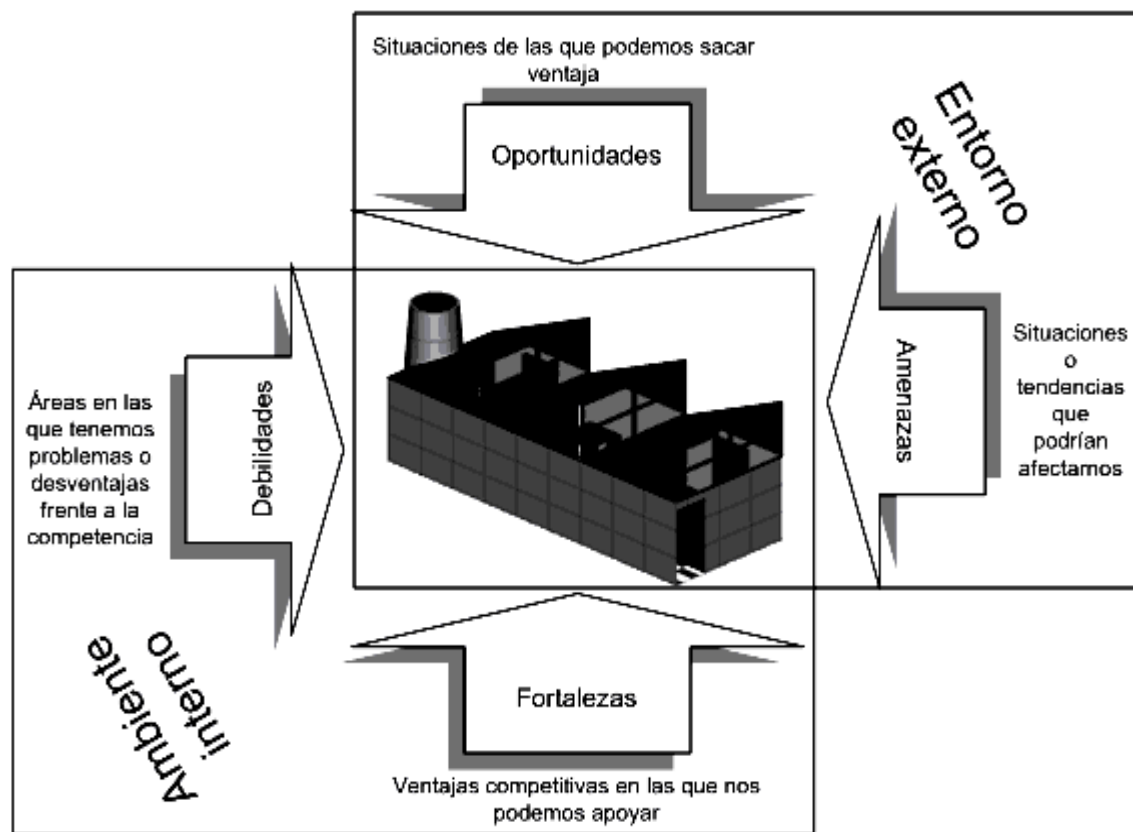 Situaciones de las que podemos sacar
ventaja
Oportunidades
Entorno
externo
Amenazas
Situaciones
o
tendencias
que
podrían
afectamos
Áreas en las
que tenemos
problemas o
desventajas
frente a la
competencia
Debilidades
Ambiente
interno
Fortalezas
Ventajas competitivas en las que nos
podemos apoyar